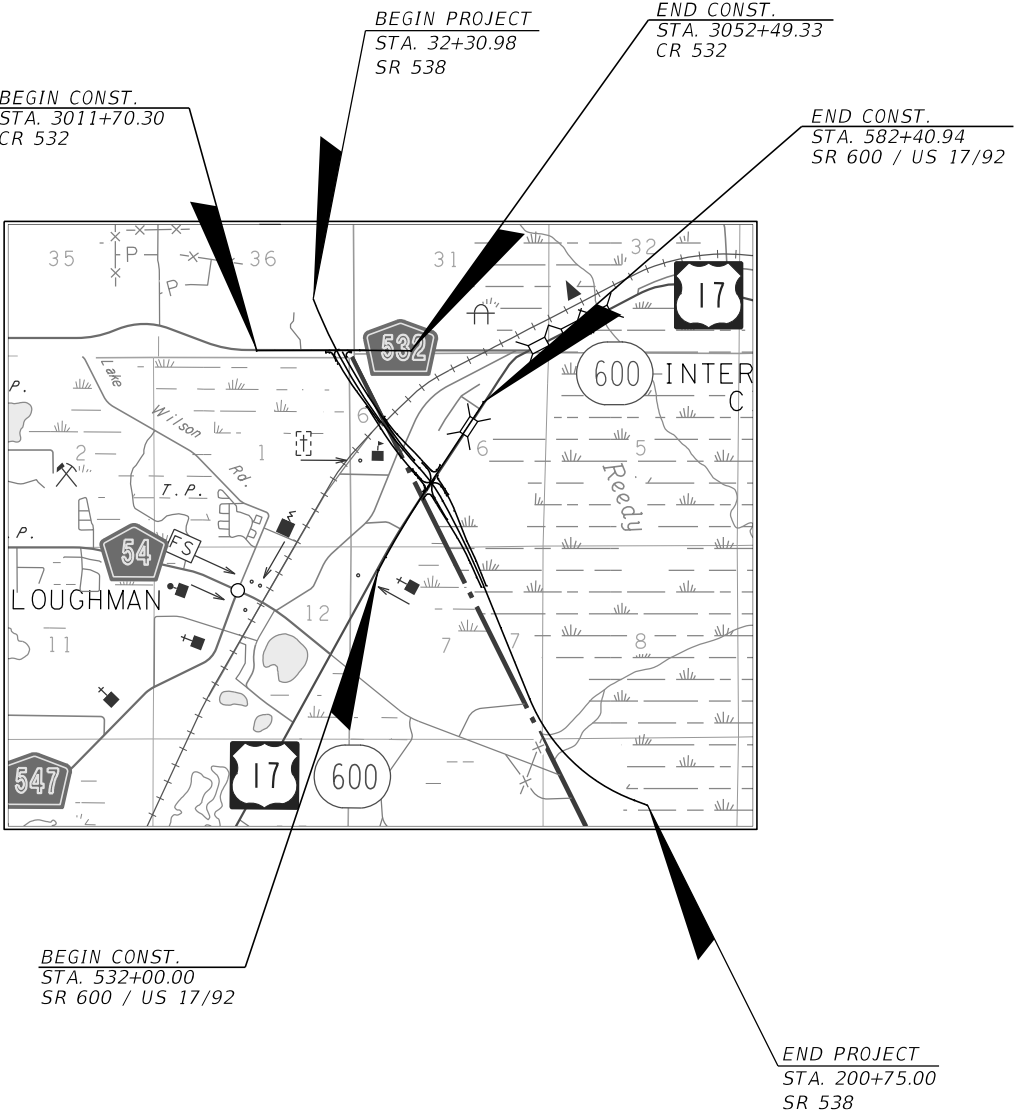 BEGIN PROJECT
STA. 32+30.98
SR 538
END CONST.
STA. 3052+49.33
CR 532
BEGIN CONST.
STA. 3011+70.30
CR 532
END CONST.
STA. 582+40.94
SR 600 / US 17/92
35
36
31
32
P
P
17
532
600
INTER
C
Lake
Wilson
Rd.
P.
2
1
6
6
5
Reedy
T.P.
.P.
54
FS
LOUGHMAN
12
11
7
7
8
547
17
600
BEGIN CONST.
STA. 532+00.00
SR 600 / US 17/92
END PROJECT
STA. 200+75.00
SR 538